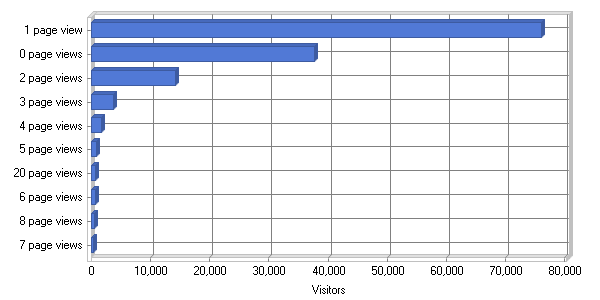 1 page view
0 page views
2 page views
3 page views
4 page views
5 page views
20 page views
6 page views
8 page views
7 page views
0 10,000 20,000 30,000 40,000 50,000 60,000 70,000 80,000
Visitors